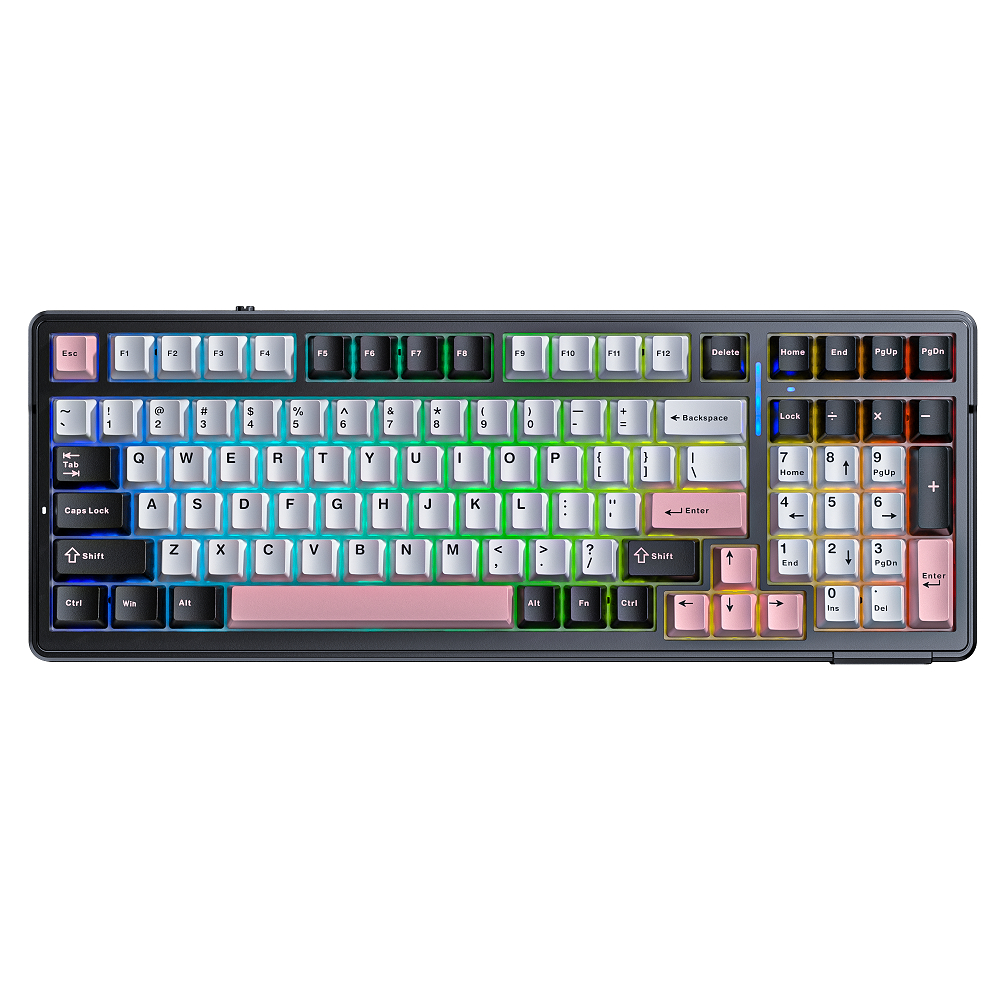 Esc F1 F2 F3 F4 F5 F6 F7 F8 F9 F10 F11 F12 Delete Home End PgUp PgDn
~ ! @ # $ % ^ & * ( ) — +
` 1 2 3 4 5 6 7 8 9 0 - = ← Backspace Lock ÷ × −
Tab Q W E R T Y U I O P { } | 7 8 ↑ 9
[ ] \ Home PgUp +
Caps Lock A S D F G H J K L : " ↵ Enter 4 ← 5 6 →
; '
⇧ Shift Z X C V B N M < > ? ⇧ Shift ↑ 1 2 ↓ 3
, . / End PgDn Enter ↵
Ctrl Win Alt Alt Fn Ctrl ← ↓ → 0 .
Ins Del